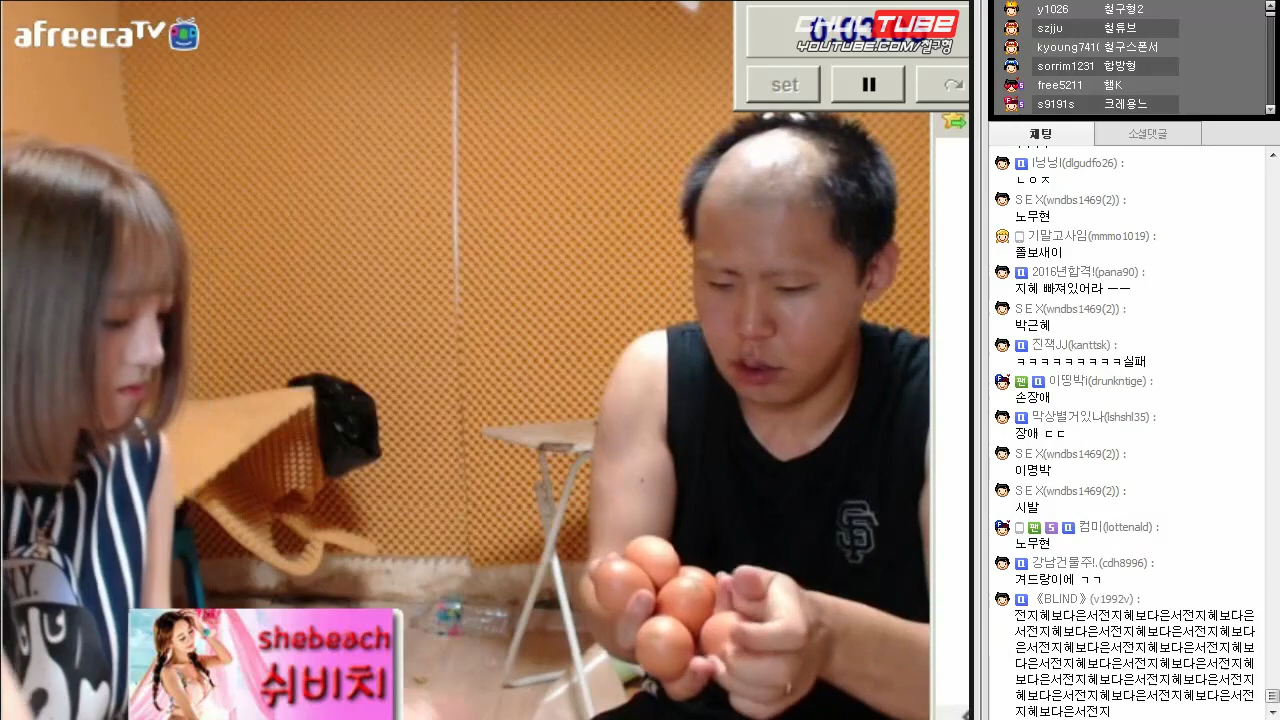 afreecaTV
CHULTUBE
YOUTUBE.COM/철구형
set
shebeach
쉬비치
N.Y.
SF
y1026 철구형2
szjju 철튜브
kyoung1410 철구스폰서
sorrim1231
free5211 햄K
s9191s 크레용느
채팅
소셜댓글
I넝넝I(dlgudfo26) :
ㄴㅇㅈ
S E X(wndbs1469(2)) :
노무현
기말고사임(mmmo1019) :
쫄보새이
2016년합격!(pana90) :
지혜 빠져있어라 ㅡㅡ
S E X(wndbs1469(2)) :
박근혜
진잭JJ(kanttsk) :
ㅋㅋㅋㅋㅋㅋㅋㅋㅋ실패
팬 이띵박i(drunkntige) :
손장애
막상별거있나(lshshl35) :
장애 ㄷㄷ
S E X(wndbs1469(2)) :
이명박
S E X(wndbs1469(2)) :
시발
팬 S 컴미(lottenald) :
노무현
강남건물주!.(cdh8996) :
겨드랑이에 ㄱㄱ
《BLIND》(v1992v) :
전지혜보다은서전지혜보다은서전지혜보다은
서전지혜보다은서전지혜보다은서전지혜보다
은서전지혜보다은서전지혜보다은서전지혜보
다은서전지혜보다은서전지혜보다은서전지혜
보다은서전지혜보다은서전지혜보다은서전지
혜보다은서전지혜보다은서전지혜보다은서전
지혜보다은서전지